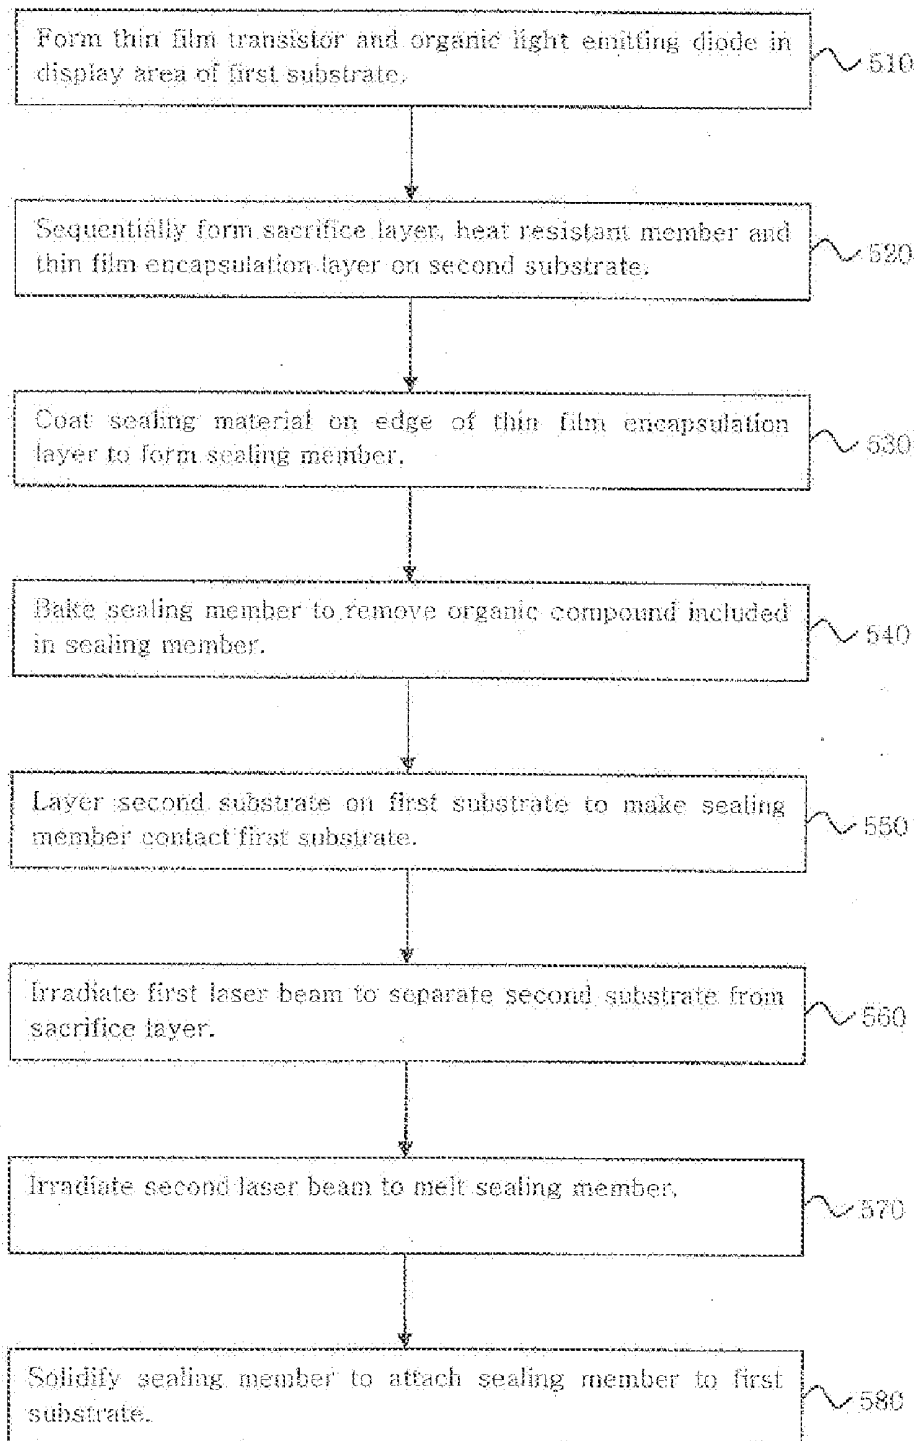 Form thin film transistor and organic light emitting diode in
display area of first substrate.
510
Sequentially form sacrifice layer, heat resistant member and
thin film encapsulation layer on second substrate.
520
Coat sealing material on edge of thin film encapsulation
layer to form sealing member.
530
Bake sealing member to remove organic compound included
in sealing member.
540
Layer second substrate on first substrate to make sealing
member contact first substrate.
550
Irradiate first laser beam to separate second substrate from
sacrifice layer.
560
Irradiate second laser beam to melt sealing member.
570
Solidify sealing member to attach sealing member to first
substrate.
580